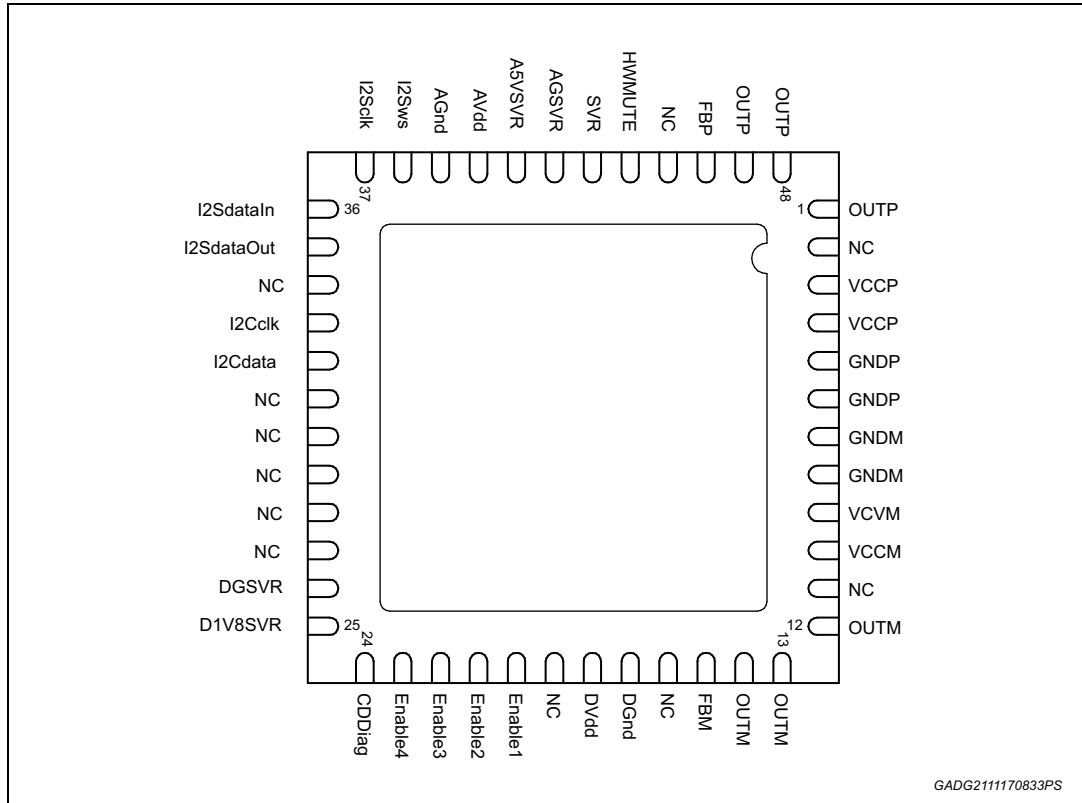 I2Sclk
I2Sws
AGnd
AVdd
A5VSVR
AGSVR
SVR
HWMUTE
NC
FBP
OUTP
OUTP
37
48
I2SdataIn
36
1
OUTP
I2SdataOut
NC
NC
VCCP
I2Cclk
VCCP
I2Cdata
GNDP
NC
GNDP
NC
GNDM
NC
GNDM
NC
VCVM
NC
VCCM
DGSVR
NC
D1V8SVR
25
12
OUTM
24
13
CDDiag
Enable4
Enable3
Enable2
Enable1
NC
DVdd
DGnd
NC
FBM
OUTM
OUTM
GADG2111170833PS